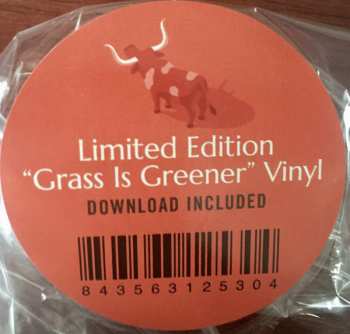 Limited Edition
“Grass Is Greener” Vinyl
DOWNLOAD INCLUDED
843563125304